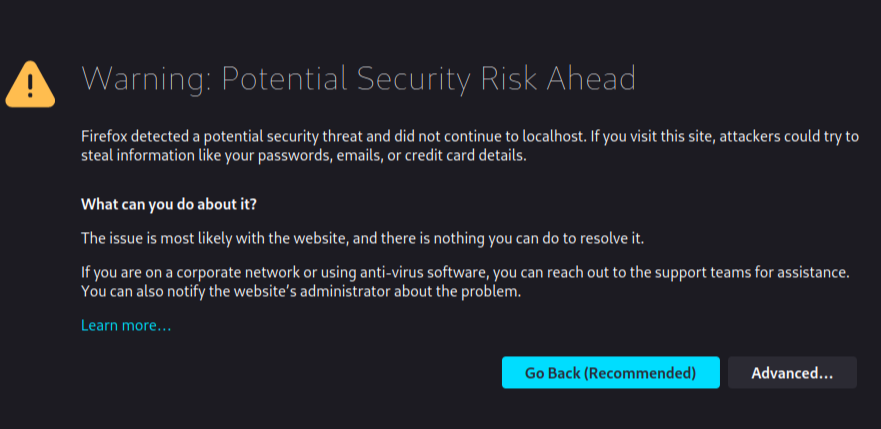 Warning: Potential Security Risk Ahead
Firefox detected a potential security threat and did not continue to localhost. If you visit this site, attackers could try to
steal information like your passwords, emails, or credit card details.
What can you do about it?
The issue is most likely with the website, and there is nothing you can do to resolve it.
If you are on a corporate network or using anti-virus software, you can reach out to the support teams for assistance.
You can also notify the website’s administrator about the problem.
Learn more…
Go Back (Recommended)
Advanced…